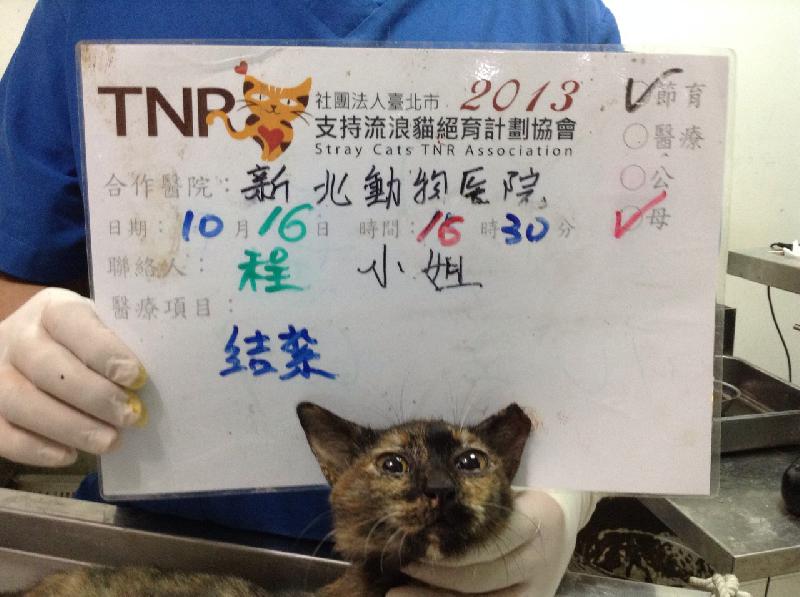 TNR 社團法人臺北市 2013
支持流浪貓絕育計劃協會
Stray Cats TNR Association
✓節育
○醫療
○公
✓母
合作醫院：新北動物医院
日期：10月16日 時間：16時30分
聯絡人：程 小姐
醫療項目：
结紮